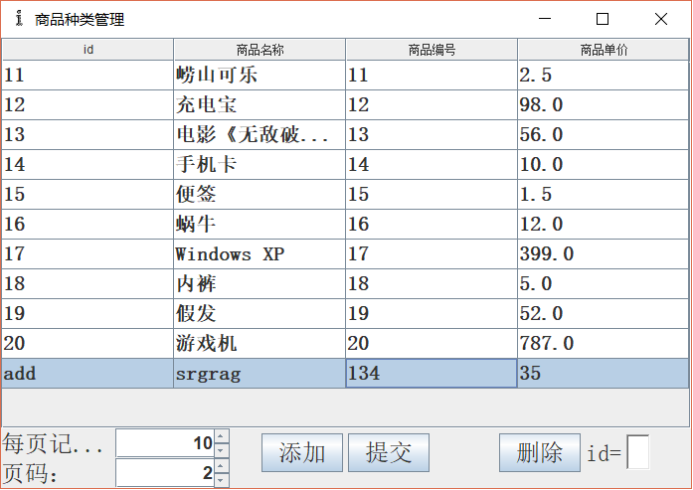 商品种类管理
id 商品名称 商品编号 商品单价
11 崂山可乐 11 2.5
12 充电宝 12 98.0
13 电影《无敌破... 13 56.0
14 手机卡 14 10.0
15 便签 15 1.5
16 蜗牛 16 12.0
17 Windows XP 17 399.0
18 内裤 18 5.0
19 假发 19 52.0
20 游戏机 20 787.0
add srgrag 134 35
每页记... 10 添加 提交 删除 id=
页码: 2